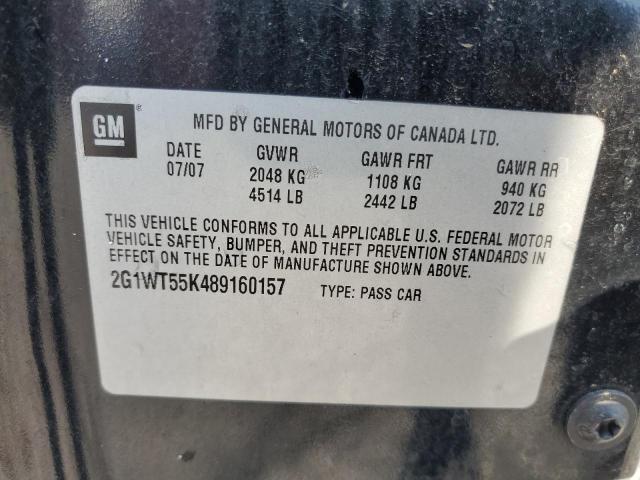 GM ®
MFD BY GENERAL MOTORS OF CANADA LTD.
DATE GVWR GAWR FRT GAWR RR
07/07 2048 KG 1108 KG 940 KG
4514 LB 2442 LB 2072 LB
THIS VEHICLE CONFORMS TO ALL APPLICABLE U.S. FEDERAL MOTOR
VEHICLE SAFETY, BUMPER, AND THEFT PREVENTION STANDARDS IN
EFFECT ON THE DATE OF MANUFACTURE SHOWN ABOVE.
2G1WT55K489160157 TYPE: PASS CAR